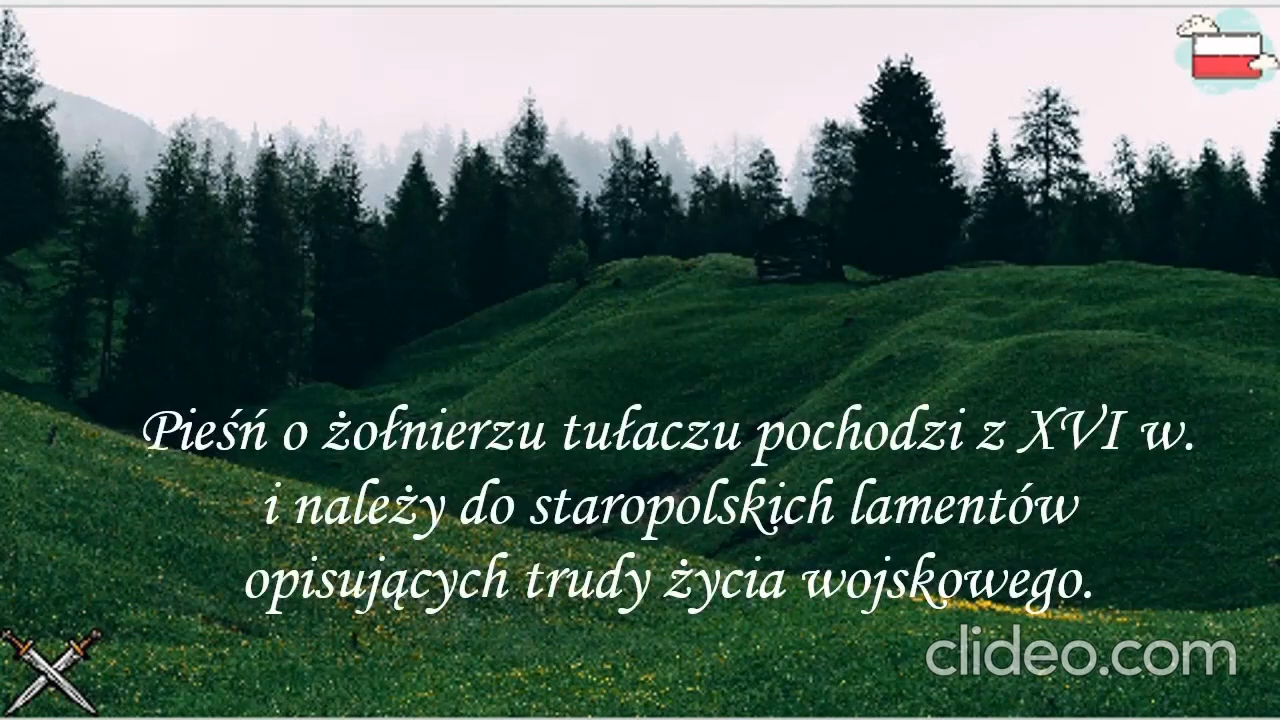 Pieśń o żołnierzu tułaczu pochodzi z XVI w.
i należy do staropolskich lamentów
opisujących trudy życia wojskowego.
clideo.com